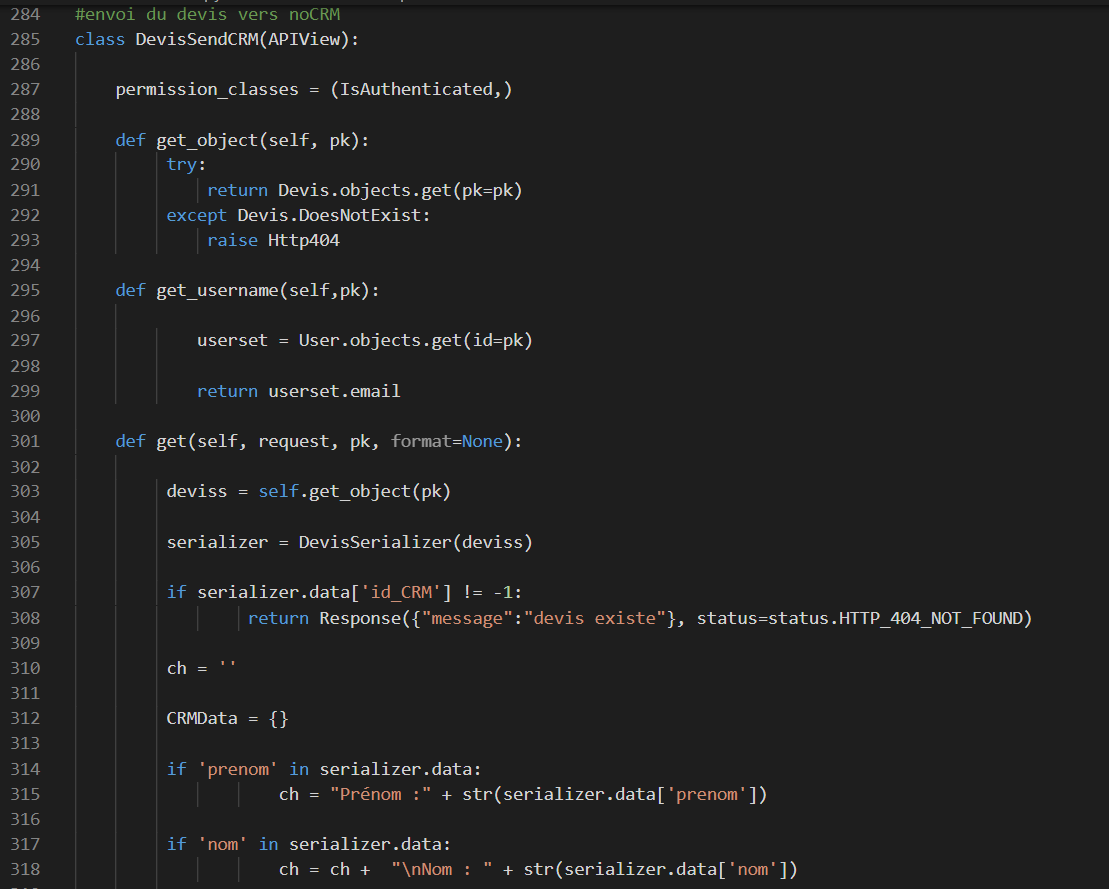 284 #envoi du devis vers noCRM
285 class DevisSendCRM(APIView):
286
287 permission_classes = (IsAuthenticated,)
288
289 def get_object(self, pk):
290 try:
291 return Devis.objects.get(pk=pk)
292 except Devis.DoesNotExist:
293 raise Http404
294
295 def get_username(self,pk):
296
297 userset = User.objects.get(id=pk)
298
299 return userset.email
300
301 def get(self, request, pk, format=None):
302
303 deviss = self.get_object(pk)
304
305 serializer = DevisSerializer(deviss)
306
307 if serializer.data['id_CRM'] != -1:
308 return Response({"message":"devis existe"}, status=status.HTTP_404_NOT_FOUND)
309
310 ch = ''
311
312 CRMData = {}
313
314 if 'prenom' in serializer.data:
315 ch = "Prénom :" + str(serializer.data['prenom'])
316
317 if 'nom' in serializer.data:
318 ch = ch + "\nNom : " + str(serializer.data['nom'])